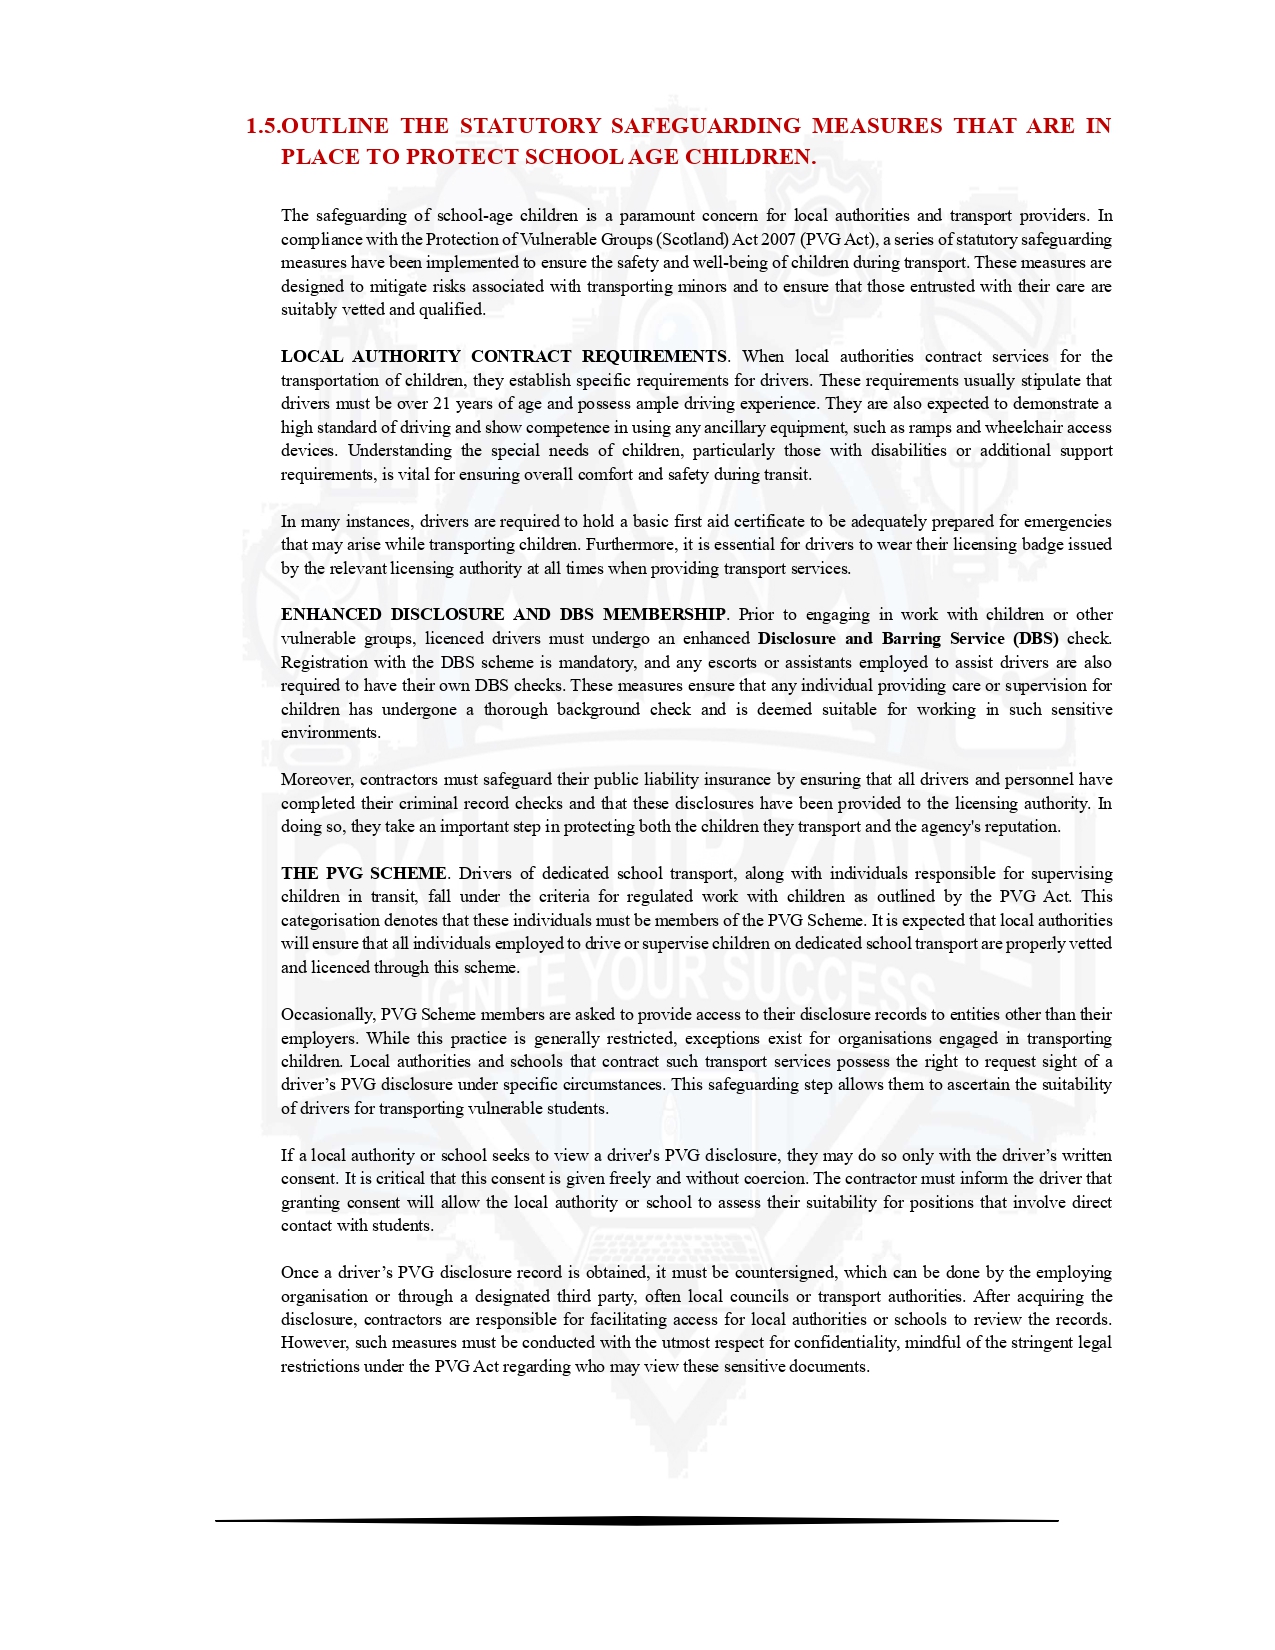 1.5.OUTLINE THE STATUTORY SAFEGUARDING MEASURES THAT ARE IN
PLACE TO PROTECT SCHOOL AGE CHILDREN.
The safeguarding of school-age children is a paramount concern for local authorities and transport providers. In
compliance with the Protection of Vulnerable Groups (Scotland) Act 2007 (PVG Act), a series of statutory safeguarding
measures have been implemented to ensure the safety and well-being of children during transport. These measures are
designed to mitigate risks associated with transporting minors and to ensure that those entrusted with their care are
suitably vetted and qualified.
LOCAL AUTHORITY CONTRACT REQUIREMENTS. When local authorities contract services for the
transportation of children, they establish specific requirements for drivers. These requirements usually stipulate that
drivers must be over 21 years of age and possess ample driving experience. They are also expected to demonstrate a
high standard of driving and show competence in using any ancillary equipment, such as ramps and wheelchair access
devices. Understanding the special needs of children, particularly those with disabilities or additional support
requirements, is vital for ensuring overall comfort and safety during transit.
In many instances, drivers are required to hold a basic first aid certificate to be adequately prepared for emergencies
that may arise while transporting children. Furthermore, it is essential for drivers to wear their licensing badge issued
by the relevant licensing authority at all times when providing transport services.
ENHANCED DISCLOSURE AND DBS MEMBERSHIP. Prior to engaging in work with children or other
vulnerable groups, licenced drivers must undergo an enhanced Disclosure and Barring Service (DBS) check.
Registration with the DBS scheme is mandatory, and any escorts or assistants employed to assist drivers are also
required to have their own DBS checks. These measures ensure that any individual providing care or supervision for
children has undergone a thorough background check and is deemed suitable for working in such sensitive
environments.
Moreover, contractors must safeguard their public liability insurance by ensuring that all drivers and personnel have
completed their criminal record checks and that these disclosures have been provided to the licensing authority. In
doing so, they take an important step in protecting both the children they transport and the agency's reputation.
THE PVG SCHEME. Drivers of dedicated school transport, along with individuals responsible for supervising
children in transit, fall under the criteria for regulated work with children as outlined by the PVG Act. This
categorisation denotes that these individuals must be members of the PVG Scheme. It is expected that local authorities
will ensure that all individuals employed to drive or supervise children on dedicated school transport are properly vetted
and licenced through this scheme.
IGNITE YOUR SUCCESS
Occasionally, PVG Scheme members are asked to provide access to their disclosure records to entities other than their
employers. While this practice is generally restricted, exceptions exist for organisations engaged in transporting
children. Local authorities and schools that contract such transport services possess the right to request sight of a
driver’s PVG disclosure under specific circumstances. This safeguarding step allows them to ascertain the suitability
of drivers for transporting vulnerable students.
If a local authority or school seeks to view a driver's PVG disclosure, they may do so only with the driver’s written
consent. It is critical that this consent is given freely and without coercion. The contractor must inform the driver that
granting consent will allow the local authority or school to assess their suitability for positions that involve direct
contact with students.
Once a driver’s PVG disclosure record is obtained, it must be countersigned, which can be done by the employing
organisation or through a designated third party, often local councils or transport authorities. After acquiring the
disclosure, contractors are responsible for facilitating access for local authorities or schools to review the records.
However, such measures must be conducted with the utmost respect for confidentiality, mindful of the stringent legal
restrictions under the PVG Act regarding who may view these sensitive documents.